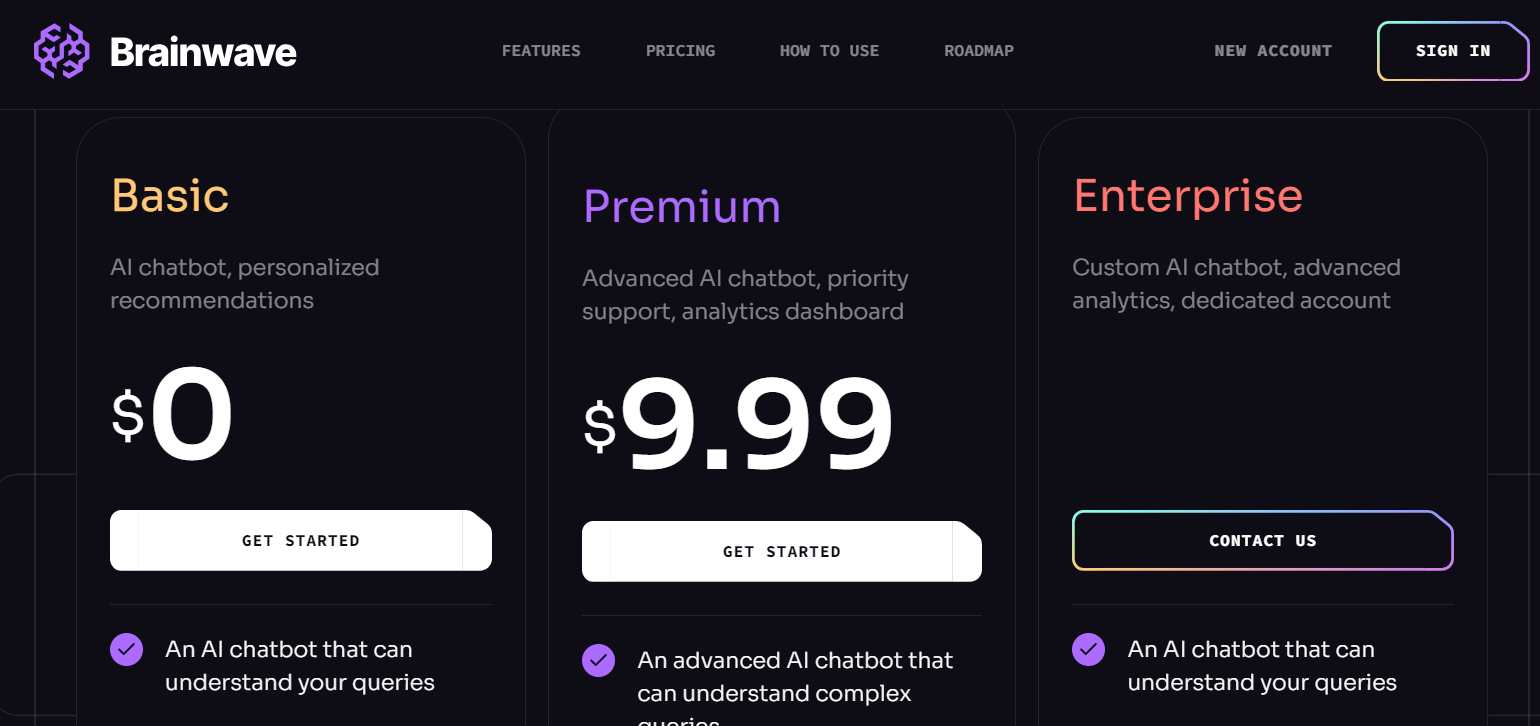 Brainwave
FEATURES
PRICING
HOW TO USE
ROADMAP
NEW ACCOUNT
SIGN IN
Basic
AI chatbot, personalized
recommendations
$0
GET STARTED
An AI chatbot that can
understand your queries
Premium
Advanced AI chatbot, priority
support, analytics dashboard
$9.99
GET STARTED
An advanced AI chatbot that
can understand complex
queries
Enterprise
Custom AI chatbot, advanced
analytics, dedicated account
CONTACT US
An AI chatbot that can
understand your queries